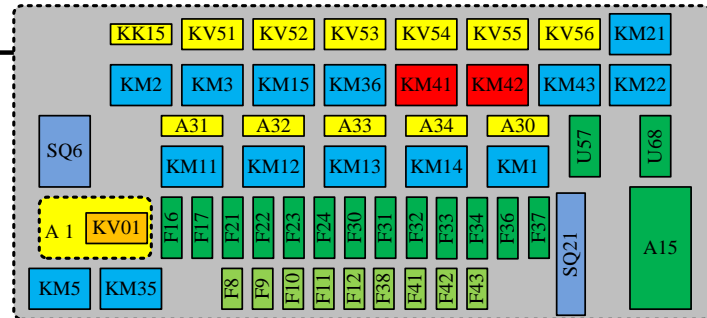 KK15 KV51 KV52 KV53 KV54 KV55 KV56 KM21
KM2 KM3 KM15 KM36 KM41 KM42 KM43 KM22
A31 A32 A33 A34 A30
SQ6 KM11 KM12 KM13 KM14 KM1 U57 U68
A 1 KV01 F16 F17 F21 F22 F23 F24 F30 F31 F32 F33 F34 F36 F37 SQ21 A15
KM5 KM35 F8 F9 F10 F11 F12 F38 F41 F42 F43